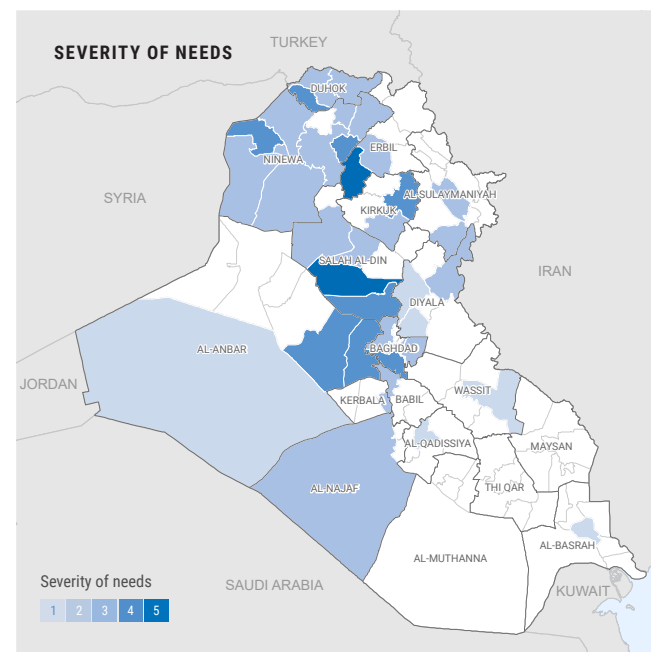 SEVERITY OF NEEDS
TURKEY
DUHOK
ERBIL
NINEWA
SYRIA
AL-SULAYMANIYAH
KIRKUK
SALAH AL-DIN
IRAN
DIYALA
AL-ANBAR
BAGHDAD
JORDAN
KERBALA
BABIL
WASSIT
AL-QADISSIYA
MAYSAN
AL-NAJAF
THI QAR
AL-BASRAH
AL-MUTHANNA
Severity of needs
SAUDI ARABIA
KUWAIT
1 2 3 4 5